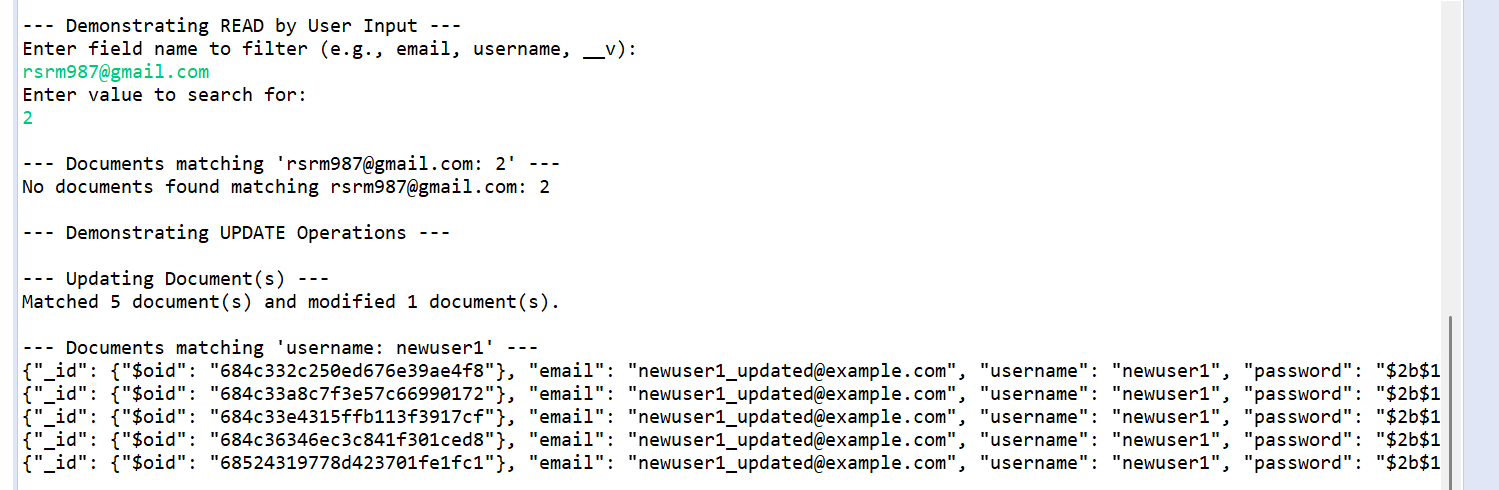 --- Demonstrating READ by User Input ---
Enter field name to filter (e.g., email, username, __v):
rsrm987@gmail.com
Enter value to search for:
2
--- Documents matching 'rsrm987@gmail.com: 2' ---
No documents found matching rsrm987@gmail.com: 2
--- Demonstrating UPDATE Operations ---
--- Updating Document(s) ---
Matched 5 document(s) and modified 1 document(s).
--- Documents matching 'username: newuser1' ---
{"_id": {"$oid": "684c332c250ed676e39ae4f8"}, "email": "newuser1_updated@example.com", "username": "newuser1", "password": "$2b$1
{"_id": {"$oid": "684c33a8c7f3e57c66990172"}, "email": "newuser1_updated@example.com", "username": "newuser1", "password": "$2b$1
{"_id": {"$oid": "684c33e4315ffb113f3917cf"}, "email": "newuser1_updated@example.com", "username": "newuser1", "password": "$2b$1
{"_id": {"$oid": "684c36346ec3c841f301ced8"}, "email": "newuser1_updated@example.com", "username": "newuser1", "password": "$2b$1
{"_id": {"$oid": "68524319778d423701fe1fc1"}, "email": "newuser1_updated@example.com", "username": "newuser1", "password": "$2b$1